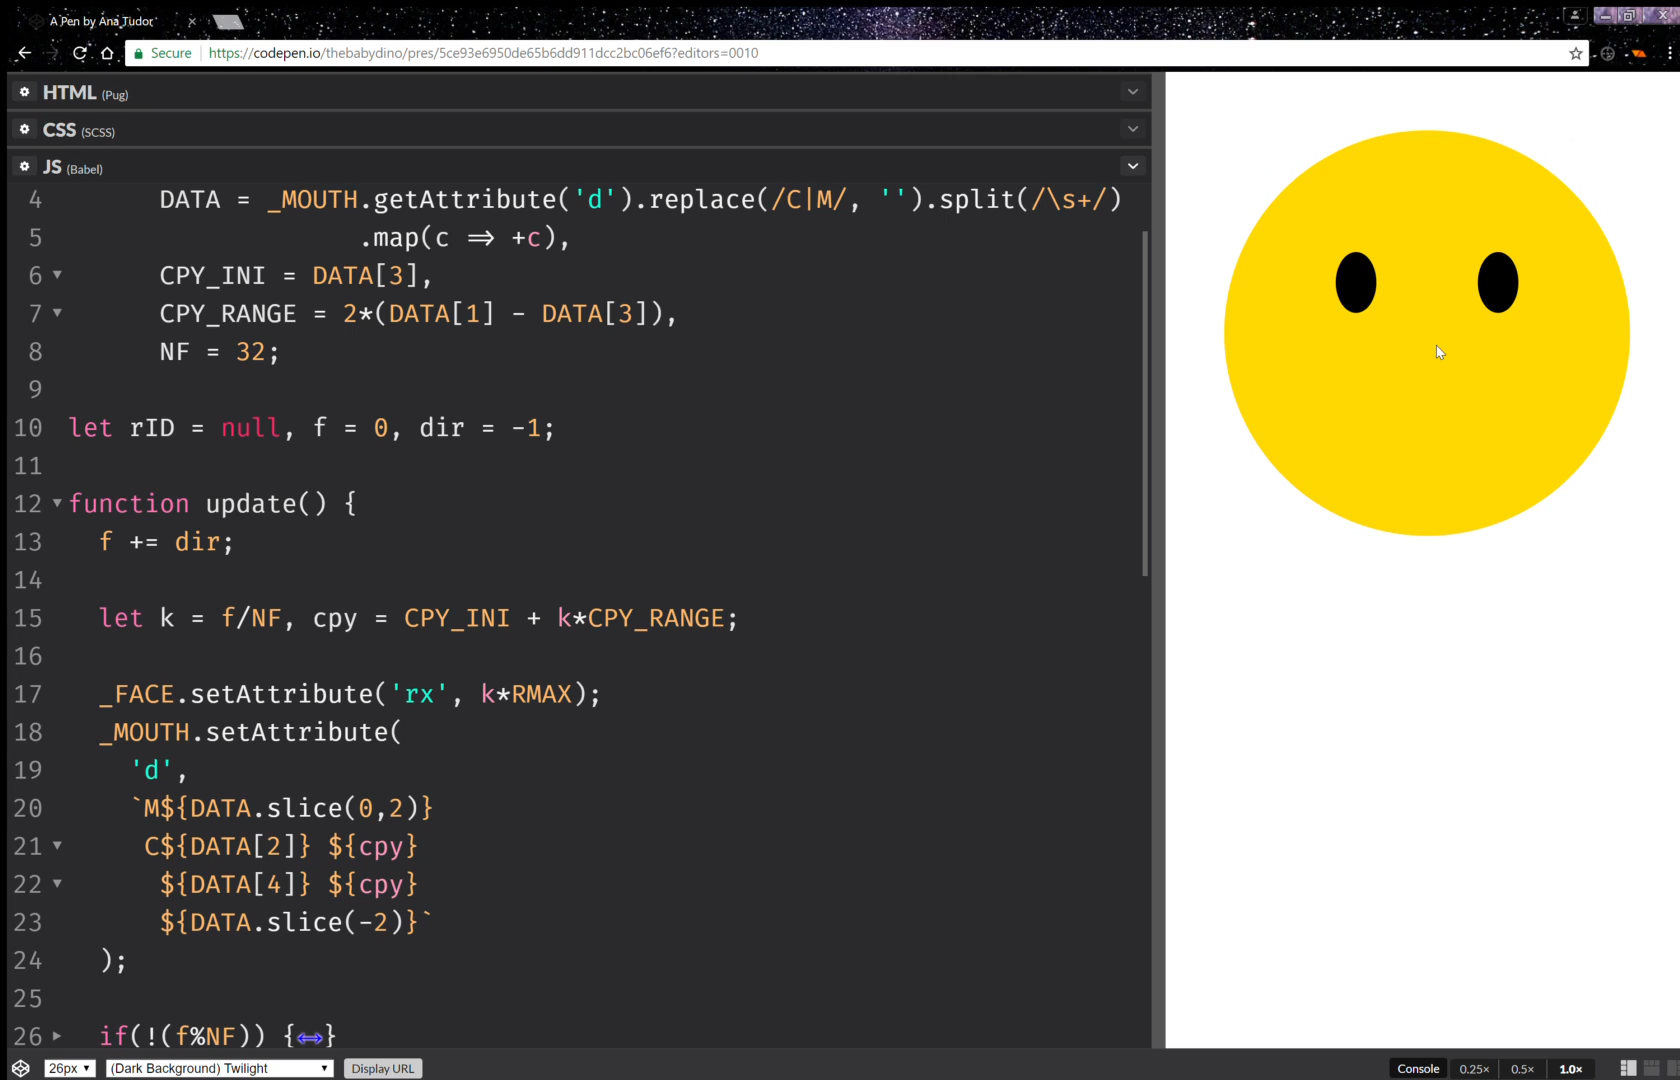 A Pen by Ana Tudor
Secure https://codepen.io/thebabydino/pres/5ce93e6950de65b6dd911dcc2bc06ef6?editors=0010
HTML (Pug)
CSS (SCSS)
JS (Babel)
4 DATA = _MOUTH.getAttribute('d').replace(/C|M/, '').split(/\s+/)
5 .map(c => +c),
6 CPY_INI = DATA[3],
7 CPY_RANGE = 2*(DATA[1] - DATA[3]),
8 NF = 32;
9
10 let rID = null, f = 0, dir = -1;
11
12 function update() {
13 f += dir;
14
15 let k = f/NF, cpy = CPY_INI + k*CPY_RANGE;
16
17 _FACE.setAttribute('rx', k*RMAX);
18 _MOUTH.setAttribute(
19 'd',
20 `M${DATA.slice(0,2)}
21 C${DATA[2]} ${cpy}
22 ${DATA[4]} ${cpy}
23 ${DATA.slice(-2)}`
24 );
25
26 if(!(f%NF)) {↔}
26px (Dark Background) Twilight Display URL Console 0.25× 0.5× 1.0×